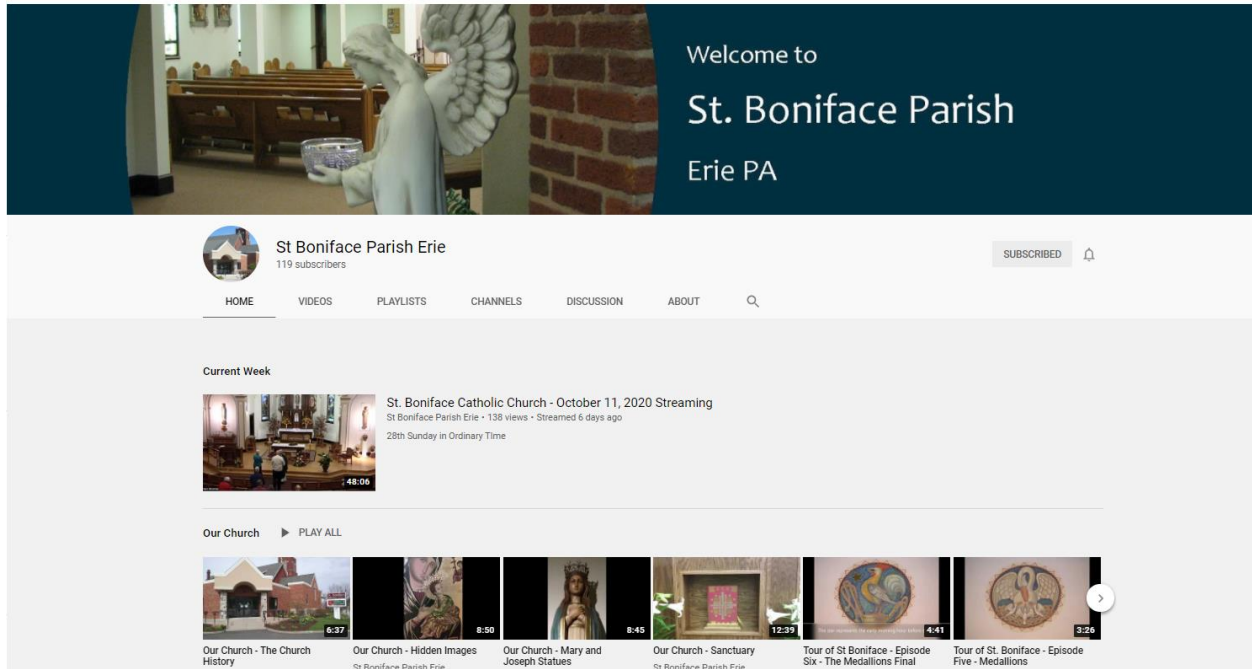 Welcome to
St. Boniface Parish
Erie PA
St Boniface Parish Erie
119 subscribers
SUBSCRIBED
HOME VIDEOS PLAYLISTS CHANNELS DISCUSSION ABOUT
Current Week
St. Boniface Catholic Church - October 11, 2020 Streaming
St Boniface Parish Erie • 138 views • Streamed 6 days ago
28th Sunday in Ordinary TIme
48:06
Our Church PLAY ALL
6:37 8:50 8:45 12:39 4:41 3:26
Our Church - The Church
History
Our Church - Hidden Images
St Boniface Parish Erie
Our Church - Mary and
Joseph Statues
Our Church - Sanctuary
St Boniface Parish Erie
Tour of St Boniface - Episode
Six - The Medallions Final
Tour of St. Boniface - Episode
Five - Medallions